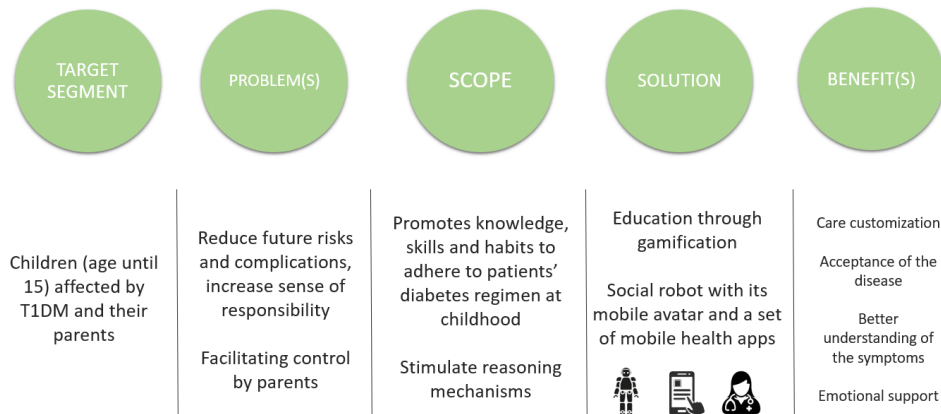 TARGET
SEGMENT
PROBLEM(S)
SCOPE
SOLUTION
BENEFIT(S)
Children (age until
15) affected by
T1DM and their
parents
Reduce future risks
and complications,
increase sense of
responsibility
Facilitating control
by parents
Promotes knowledge,
skills and habits to
adhere to patients’
diabetes regimen at
childhood
Stimulate reasoning
mechanisms
Education through
gamification
Social robot with its
mobile avatar and a set
of mobile health apps
Care customization
Acceptance of the
disease
Better
understanding of
the symptoms
Emotional support